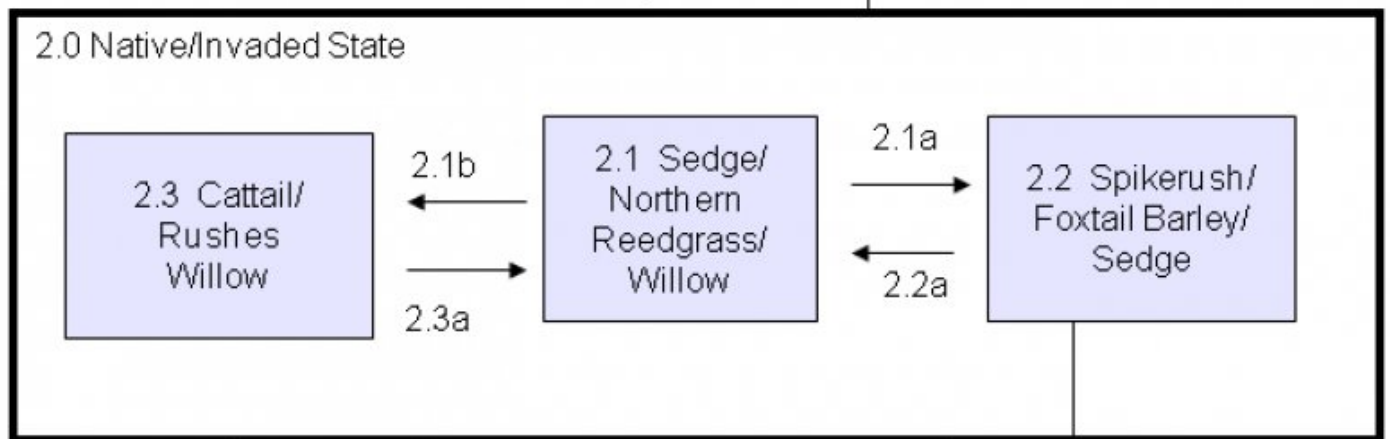 2.0 Native/Invaded State
2.3 Cattail/
Rushes
Willow
2.1b
2.3a
2.1 Sedge/
Northern
Reedgrass/
Willow
2.1a
2.2a
2.2 Spikerush/
Foxtail Barley/
Sedge